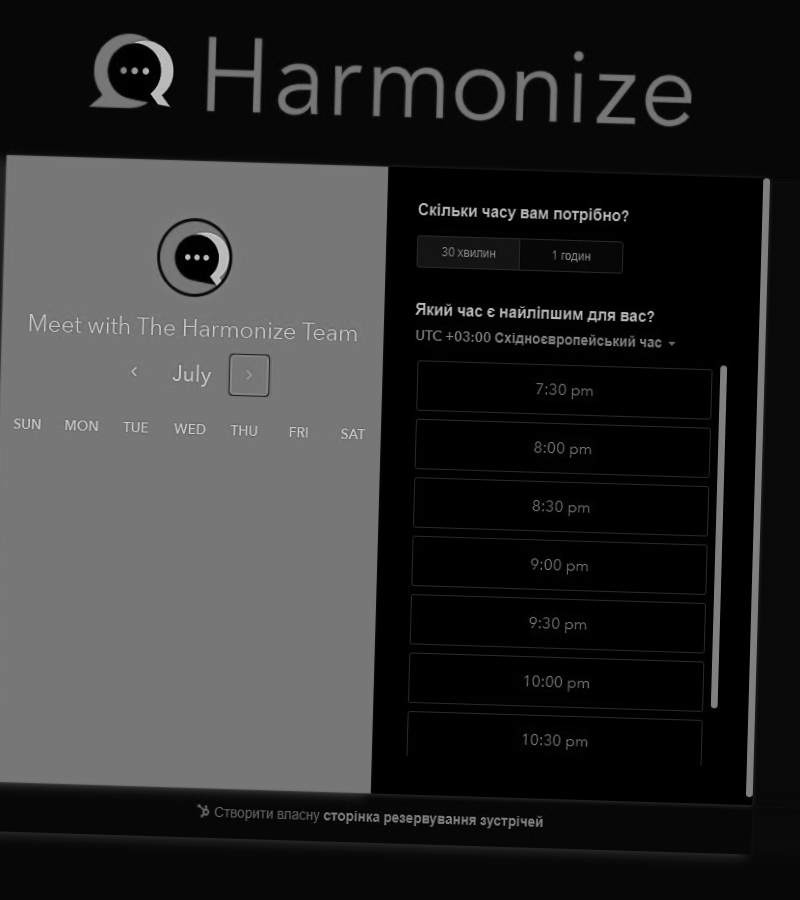 Harmonize
Meet with The Harmonize Team
July
SUN MON TUE WED THU FRI SAT
Скільки часу вам потрібно?
30 хвилин 1 годин
Який час є найліпшим для вас?
UTC +03:00 Східноєвропейський час
7:30 pm
8:00 pm
8:30 pm
9:00 pm
9:30 pm
10:00 pm
10:30 pm
Створити власну сторінка резервування зустрічей